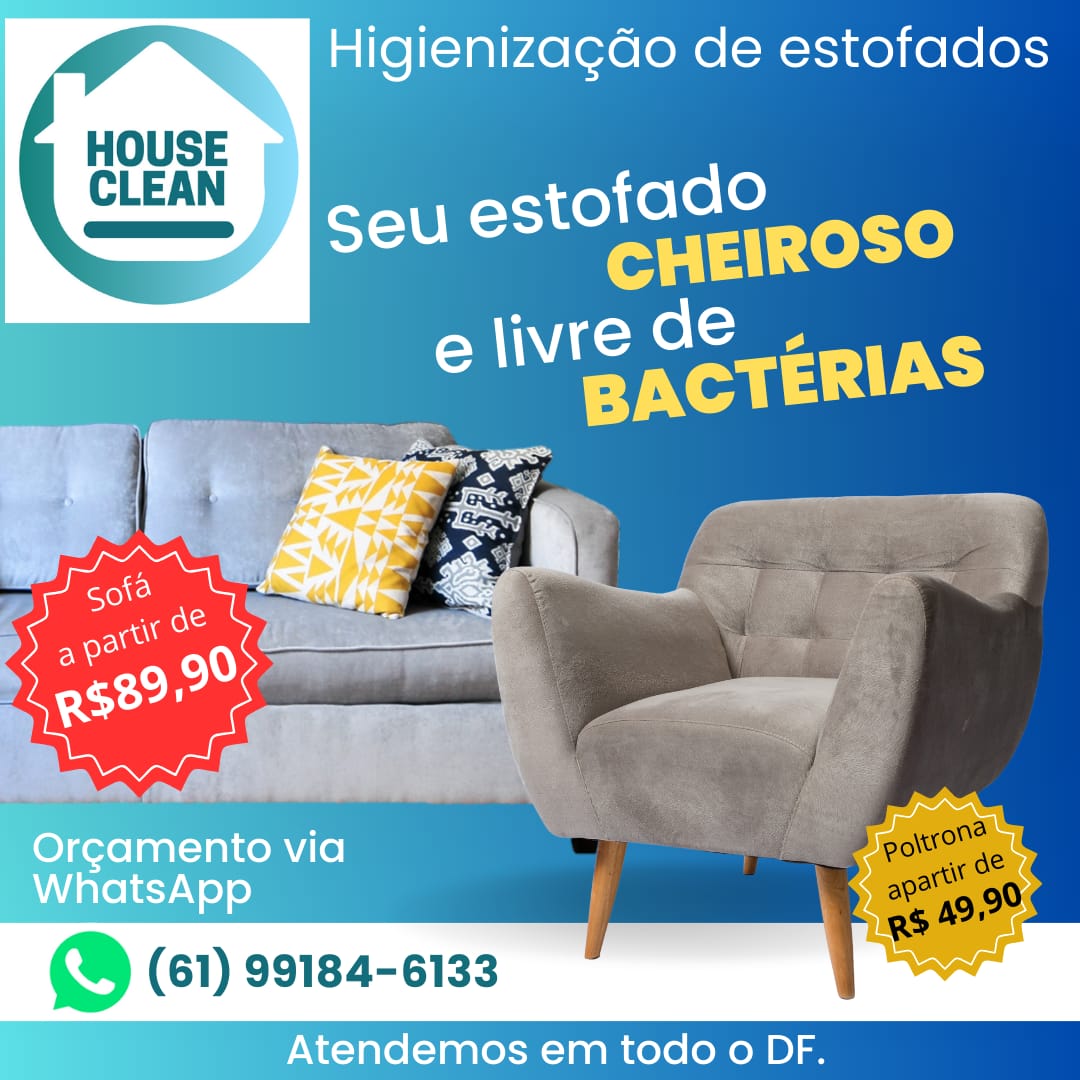 HOUSE
CLEAN
Higienização de estofados
Seu estofado
CHEIROSO
e livre de
BACTÉRIAS
Sofá
a partir de
R$89,90
Poltrona
apartir de
R$ 49,90
Orçamento via
WhatsApp
(61) 99184-6133
Atendemos em todo o DF.